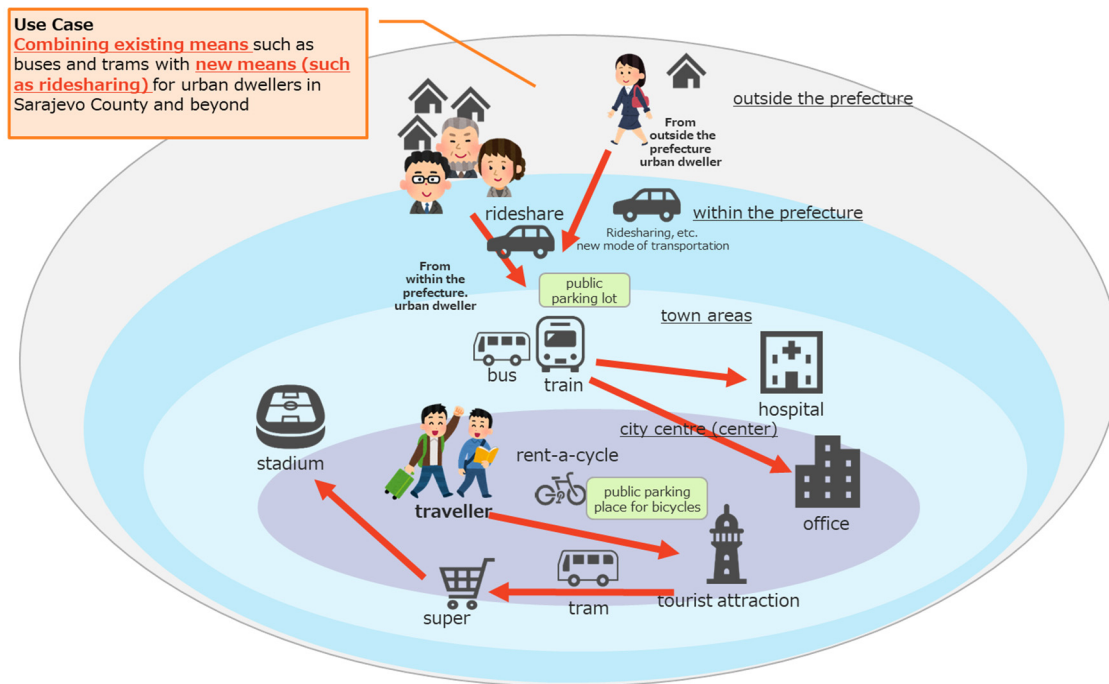 Use Case
Combining existing means such as
buses and trams with new means (such
as ridesharing) for urban dwellers in
Sarajevo County and beyond
outside the prefecture
From
outside the
prefecture
urban dweller
rideshare
within the prefecture
Ridesharing, etc.
new mode of transportation
From
within the
prefecture.
urban dweller
public
parking lot
town areas
bus
train
hospital
city centre (center)
stadium
rent-a-cycle
public parking
place for bicycles
traveller
office
super
tram
tourist attraction